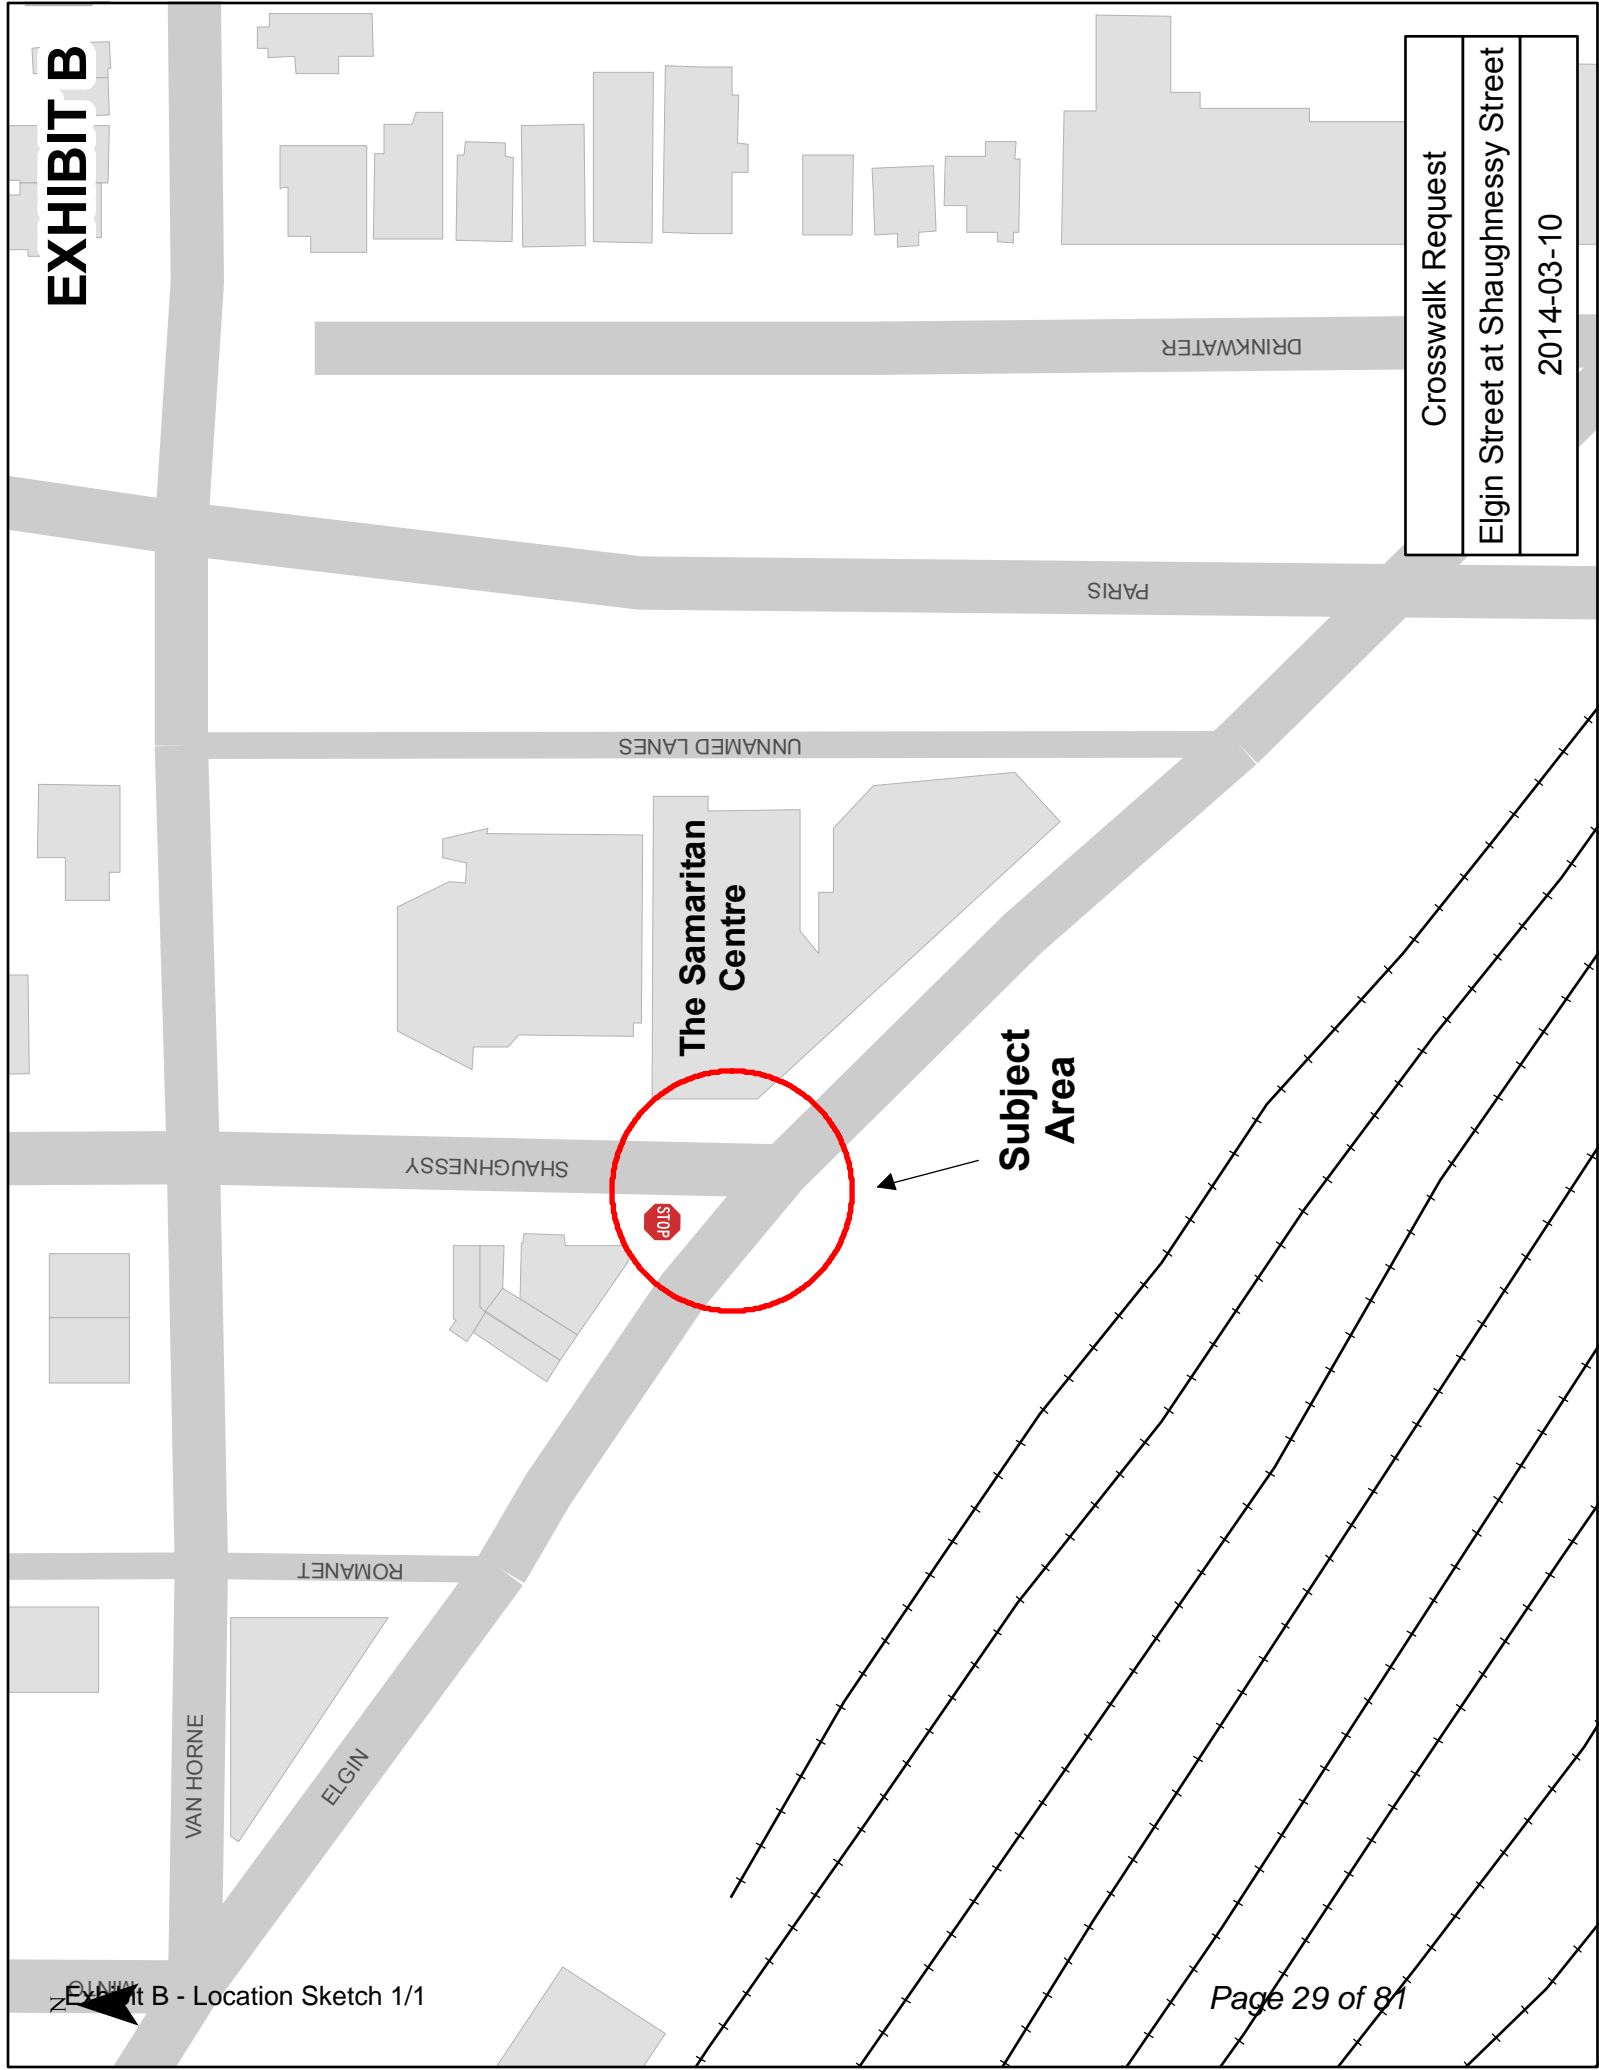 EXHIBIT B
Crosswalk Request
Elgin Street at Shaughnessy Street
2014-03-10
DRINKWATER
PARIS
UNNAMED LANES
The Samaritan
Centre
Subject
Area
SHAUGHNESSY
STOP
ROMANET
VAN HORNE
ELGIN
MINTO
N
Exhibit B - Location Sketch 1/1
Page 29 of 81